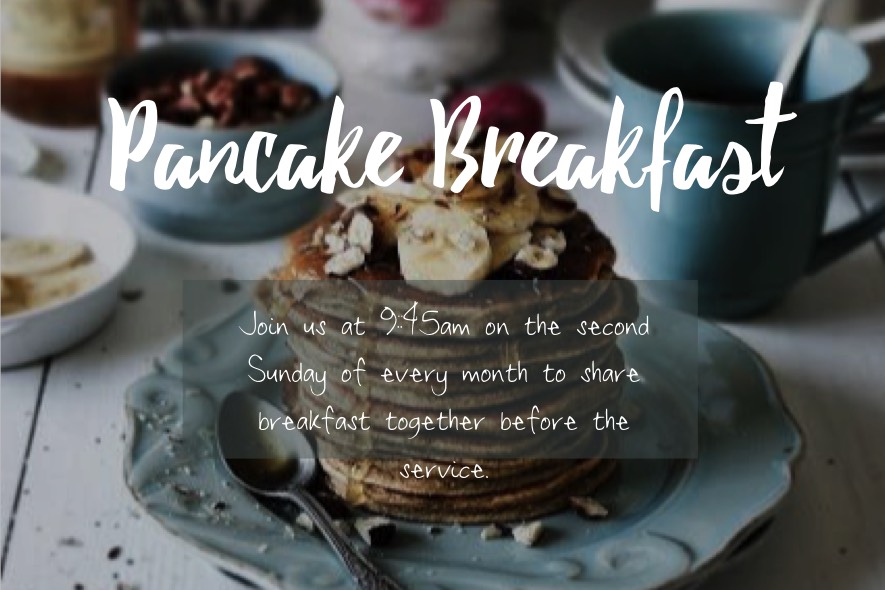 Pancake Breakfast
Join us at 9:45am on the second
Sunday of every month to share
breakfast together before the
service.